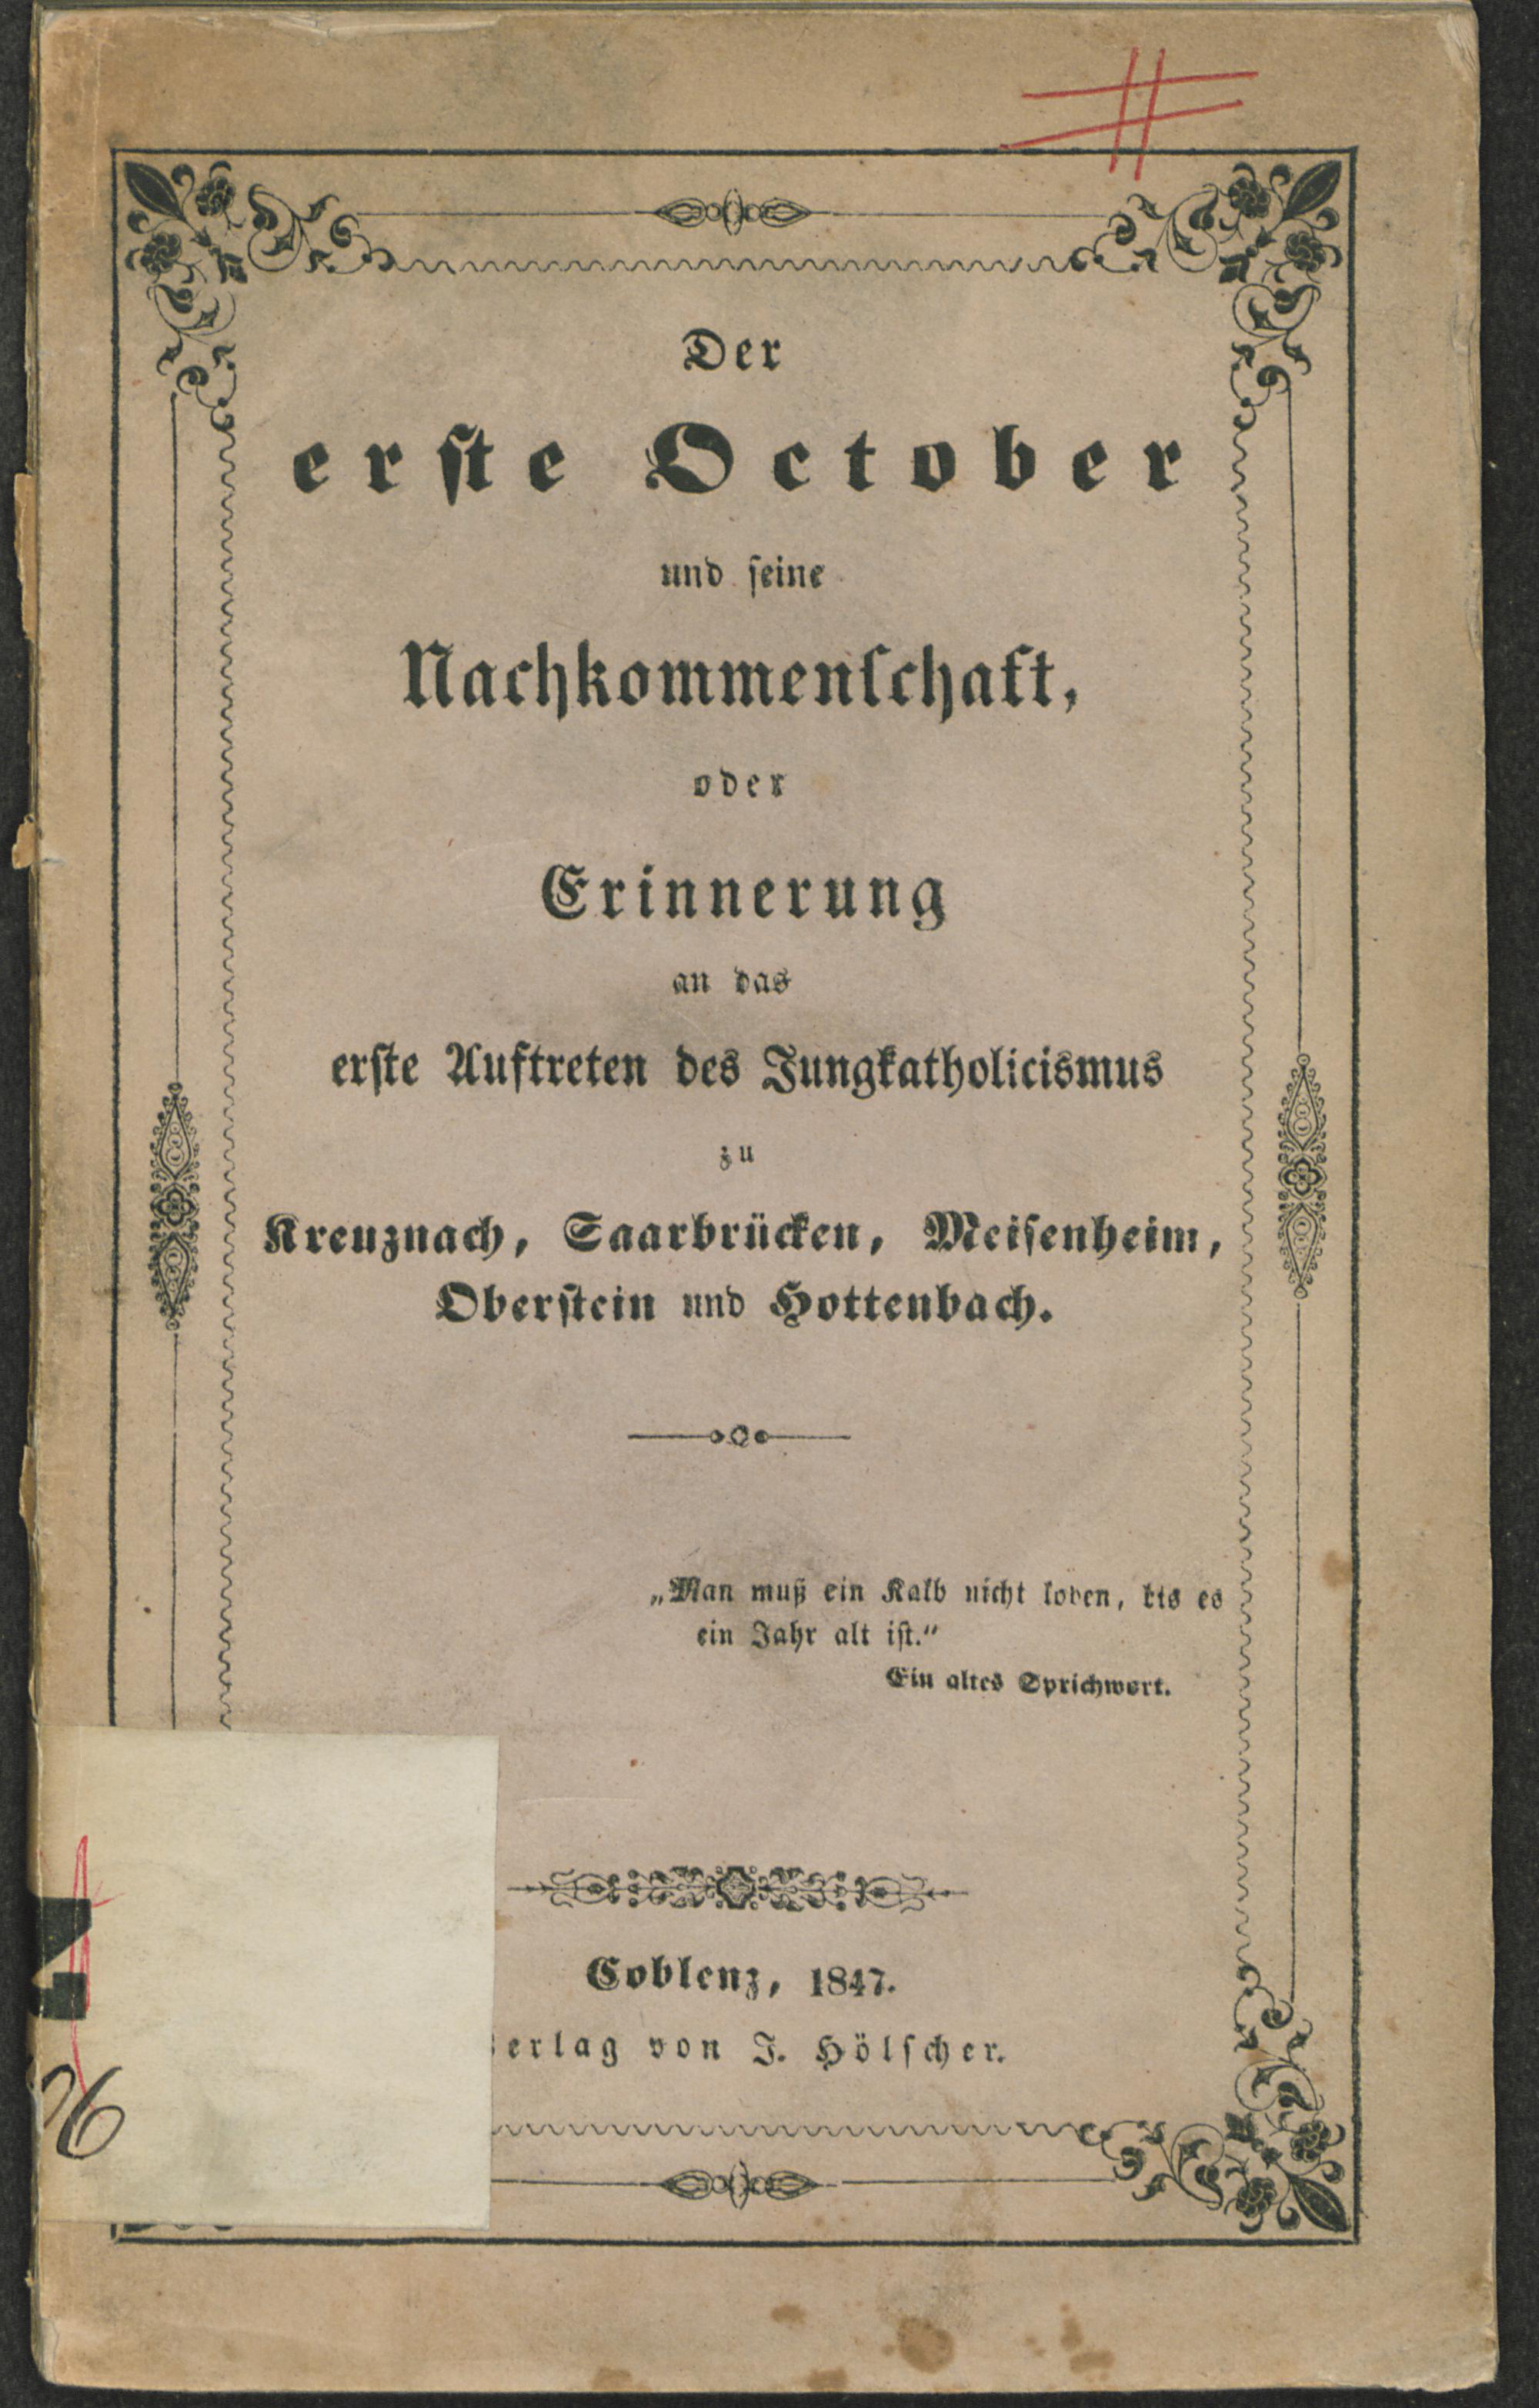 Der
erste October
und seine
Nachkommenschaft,
oder
Erinnerung
an das
erste Auftreten des Jungkatholicismus
zu
Kreuznach, Saarbrücken, Meisenheim,
Oberstein und Hottenbach.
„Man muß ein Kalb nicht loben, bis es
ein Jahr alt ist.“
Ein altes Sprichwort.
Coblenz, 1847.
erlag von J. Hölscher.